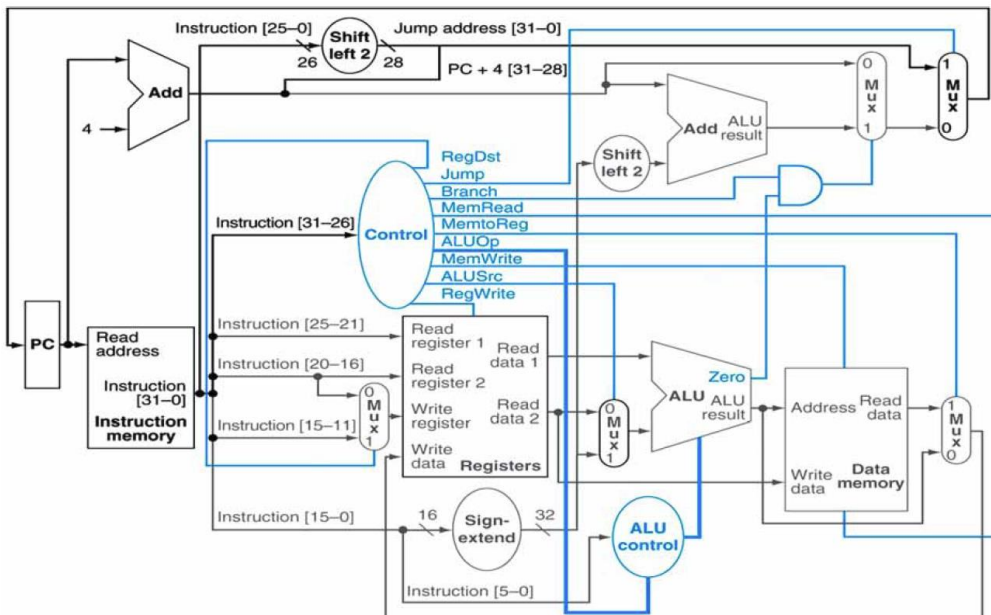 Instruction [25–0]
Shift
left 2
Jump address [31–0]
26
28
PC + 4 [31–28]
Add
4
0
M
u
x
1
1
M
u
x
0
Add
ALU
result
Shift
left 2
RegDst
Jump
Branch
MemRead
MemtoReg
ALUOp
MemWrite
ALUSrc
RegWrite
Control
Instruction [31–26]
PC
Read
address
Instruction
[31–0]
Instruction
memory
Instruction [25–21]
Instruction [20–16]
Instruction [15–11]
Instruction [15–0]
0
M
u
x
1
Read
register 1
Read
register 2
Write
register
Write
data
Read
data 1
Read
data 2
Registers
0
M
u
x
1
Zero
ALU
ALU
result
Address
Read
data
Write
data
Data
memory
1
M
u
x
0
16
Sign-
extend
32
ALU
control
Instruction [5–0]